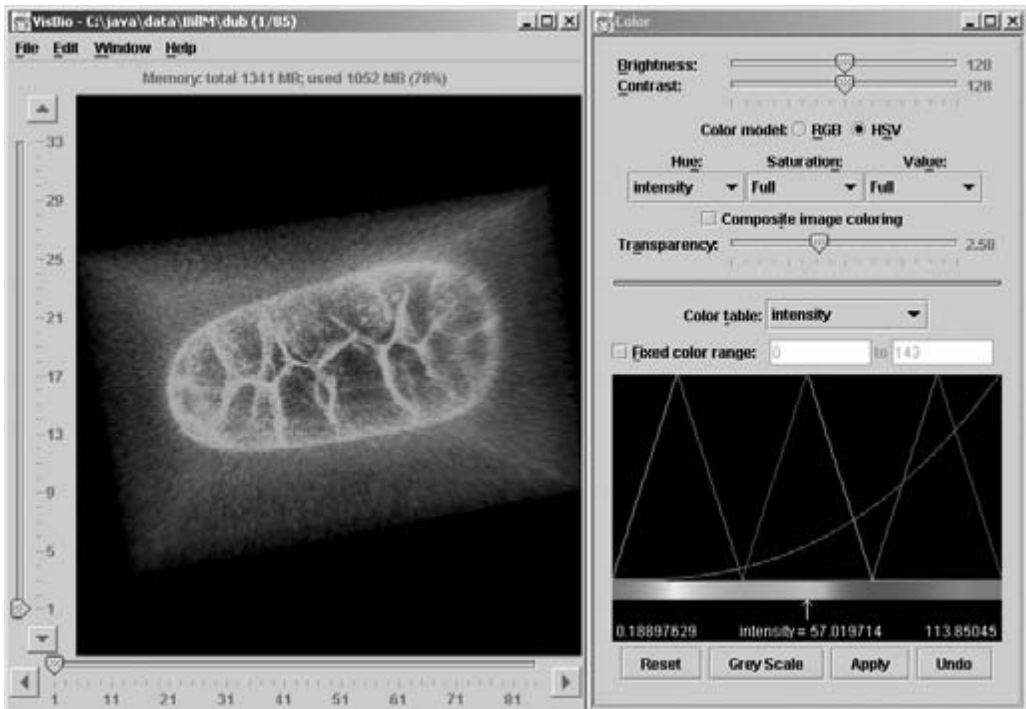 VisBio - C:\java\data\BillM\dub (1/85)
File Edit Window Help
Memory: total 1341 MB; used 1052 MB (78%)
33
29
25
21
17
13
9
5
1
1 11 21 31 41 51 61 71 81
Color
Brightness: 128
Contrast: 128
Color model: RGB HSV
Hue: Saturation: Value:
intensity Full Full
Composite image coloring
Transparency: 2.50
Color table: intensity
Fixed color range: 0 to 143
0.18897629 intensity = 57.019714 113.85045
Reset Grey Scale Apply Undo